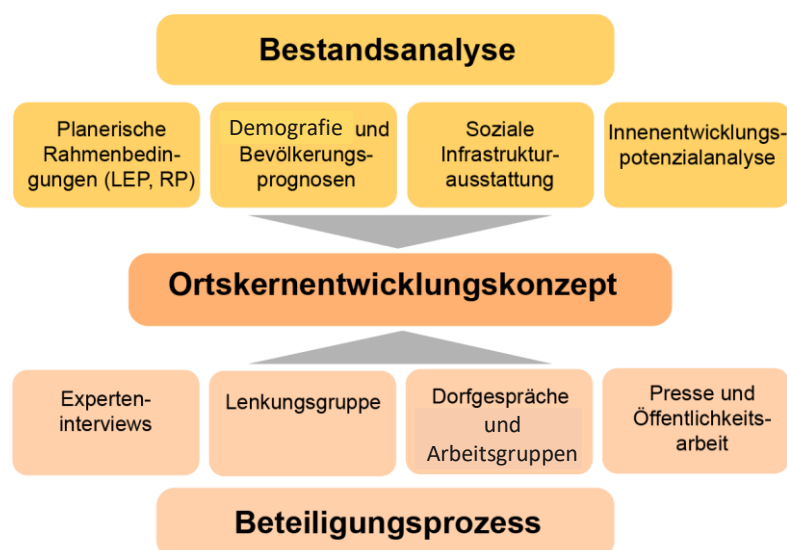 Bestandsanalyse
Planerische
Rahmenbedin-
gungen (LEP, RP)
Demografie und
Bevölkerungs-
prognosen
Soziale
Infrastruktur-
ausstattung
Innenentwicklungs-
potenzialanalyse
Ortskernentwicklungskonzept
Experten-
interviews
Lenkungsgruppe
Dorfgespräche
und
Arbeitsgruppen
Presse und
Öffentlichkeits-
arbeit
Beteiligungsprozess